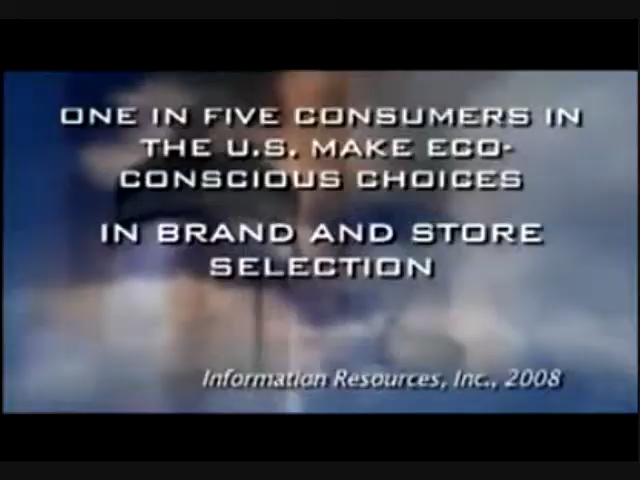 ONE IN FIVE CONSUMERS IN
THE U.S. MAKE ECO-
CONSCIOUS CHOICES
IN BRAND AND STORE
SELECTION
Information Resources, Inc., 2008